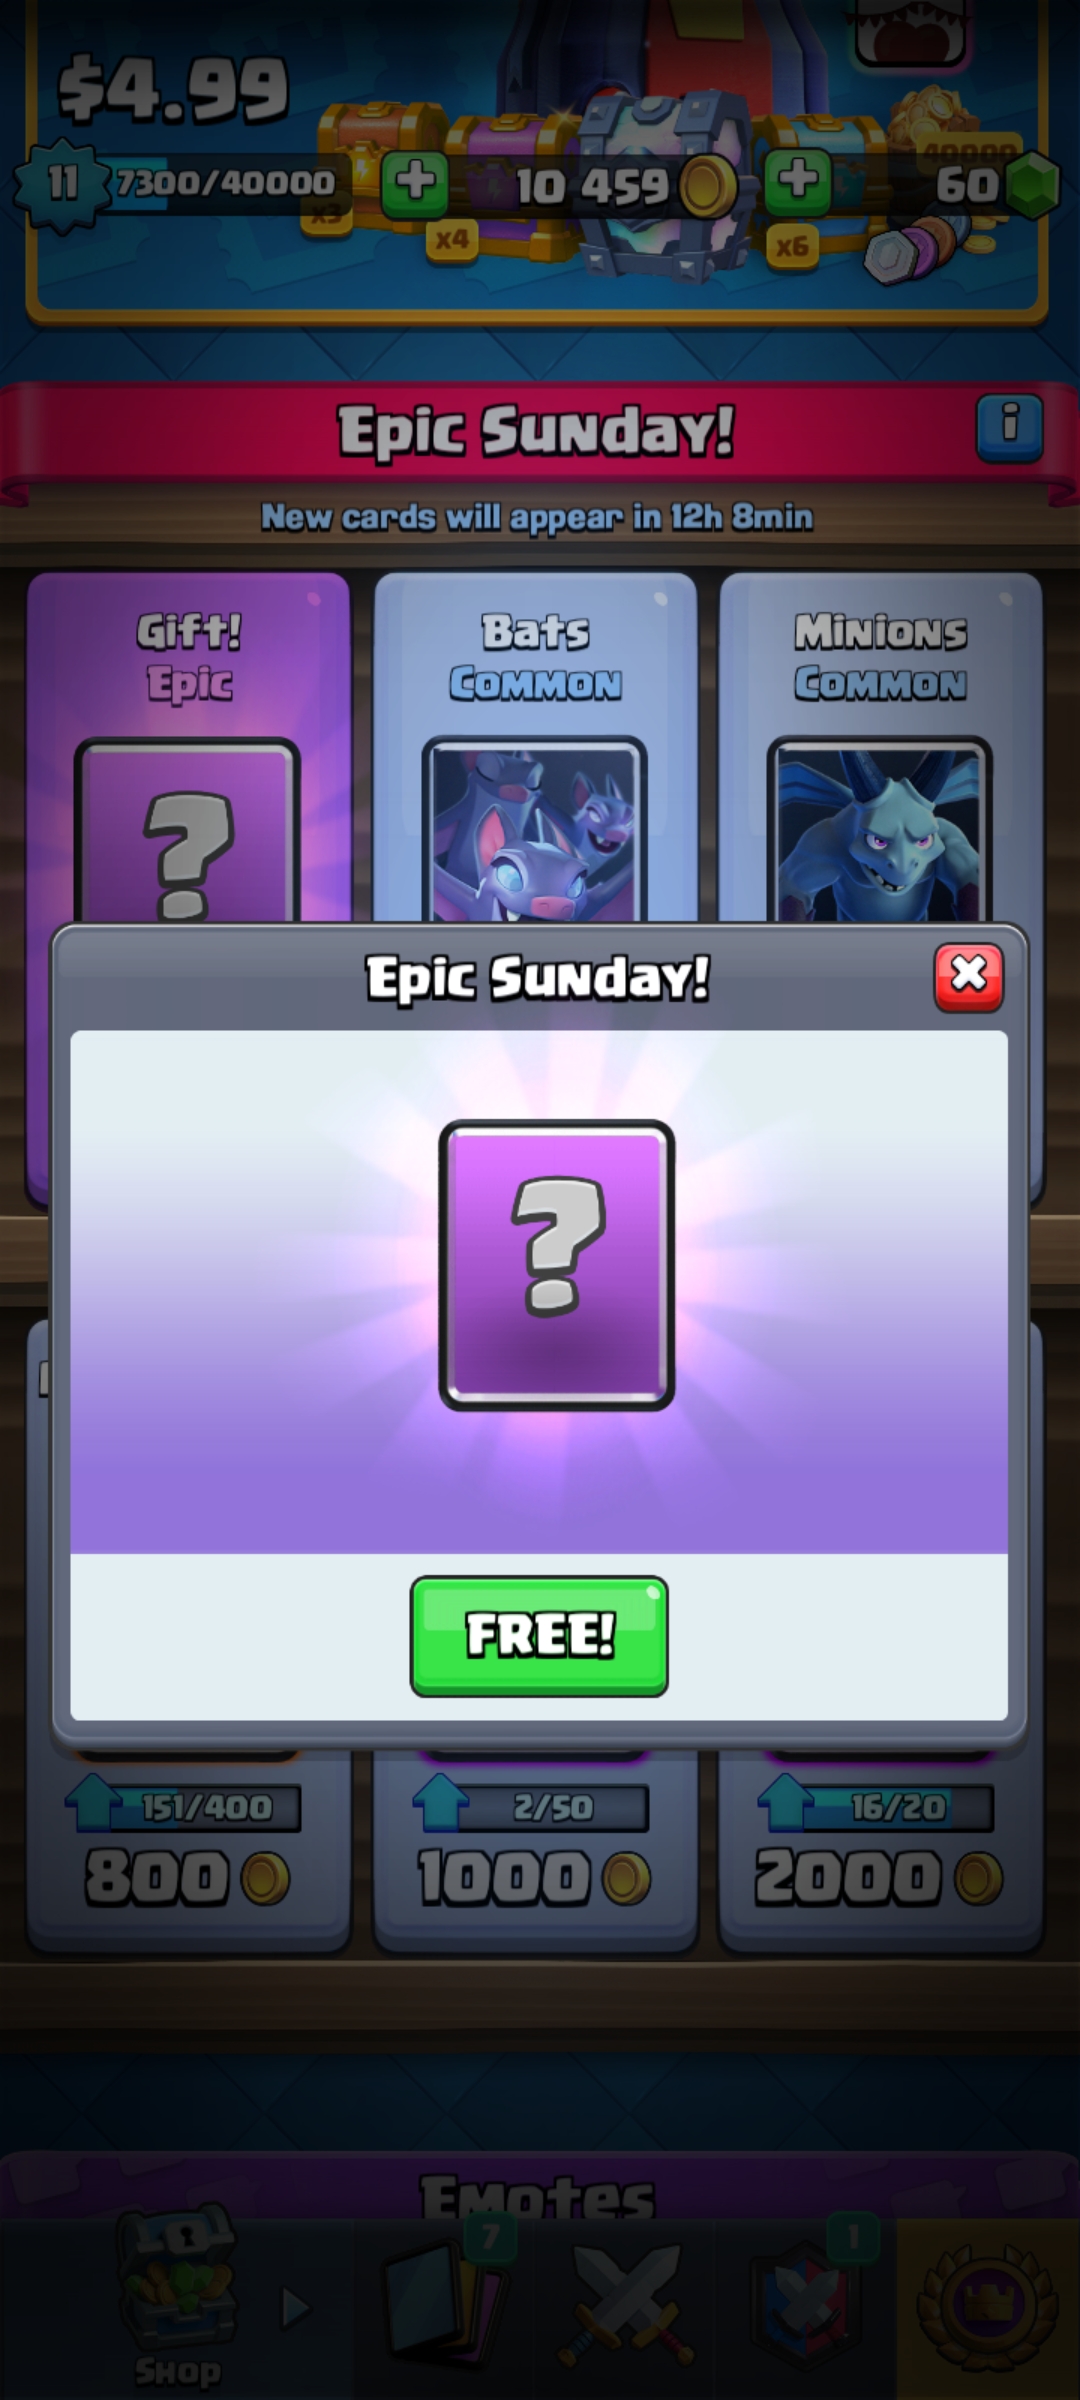 $4.99
11
7300/40000
10 459
40000
60
x3
x4
x6
Epic Sunday!
i
New cards will appear in 12h 8min
Gift!
Epic
?
Bats
Common
Minions
Common
Epic Sunday!
?
FREE!
151/400
800
2/50
1000
16/20
2000
Emotes
7
1
Shop